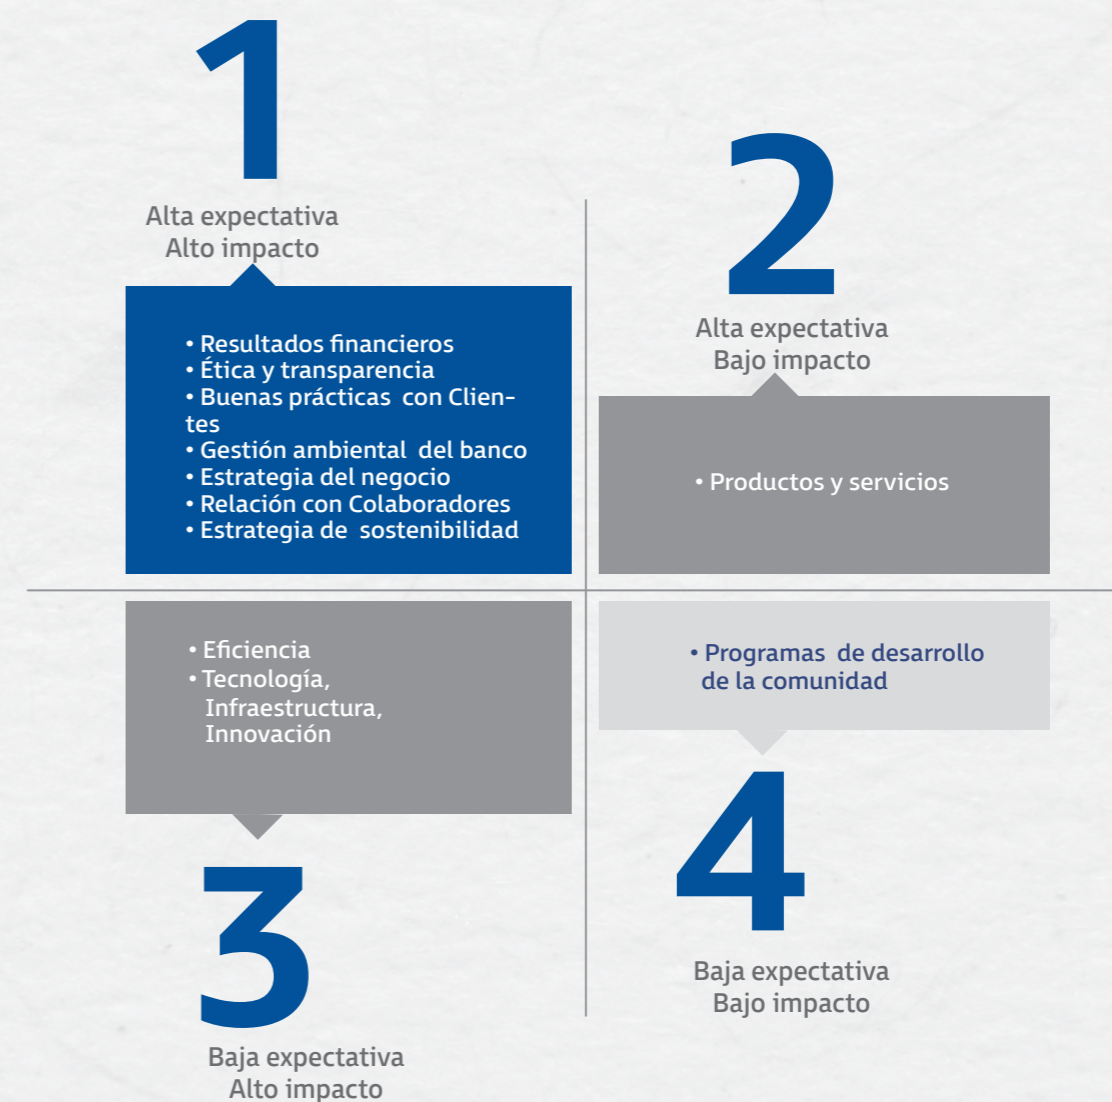 1
Alta expectativa
Alto impacto
• Resultados financieros
• Ética y transparencia
• Buenas prácticas con Clien-
tes
• Gestión ambiental del banco
• Estrategia del negocio
• Relación con Colaboradores
• Estrategia de sostenibilidad
2
Alta expectativa
Bajo impacto
• Productos y servicios
• Eficiencia
• Tecnología,
Infraestructura,
Innovación
3
Baja expectativa
Alto impacto
• Programas de desarrollo
de la comunidad
4
Baja expectativa
Bajo impacto